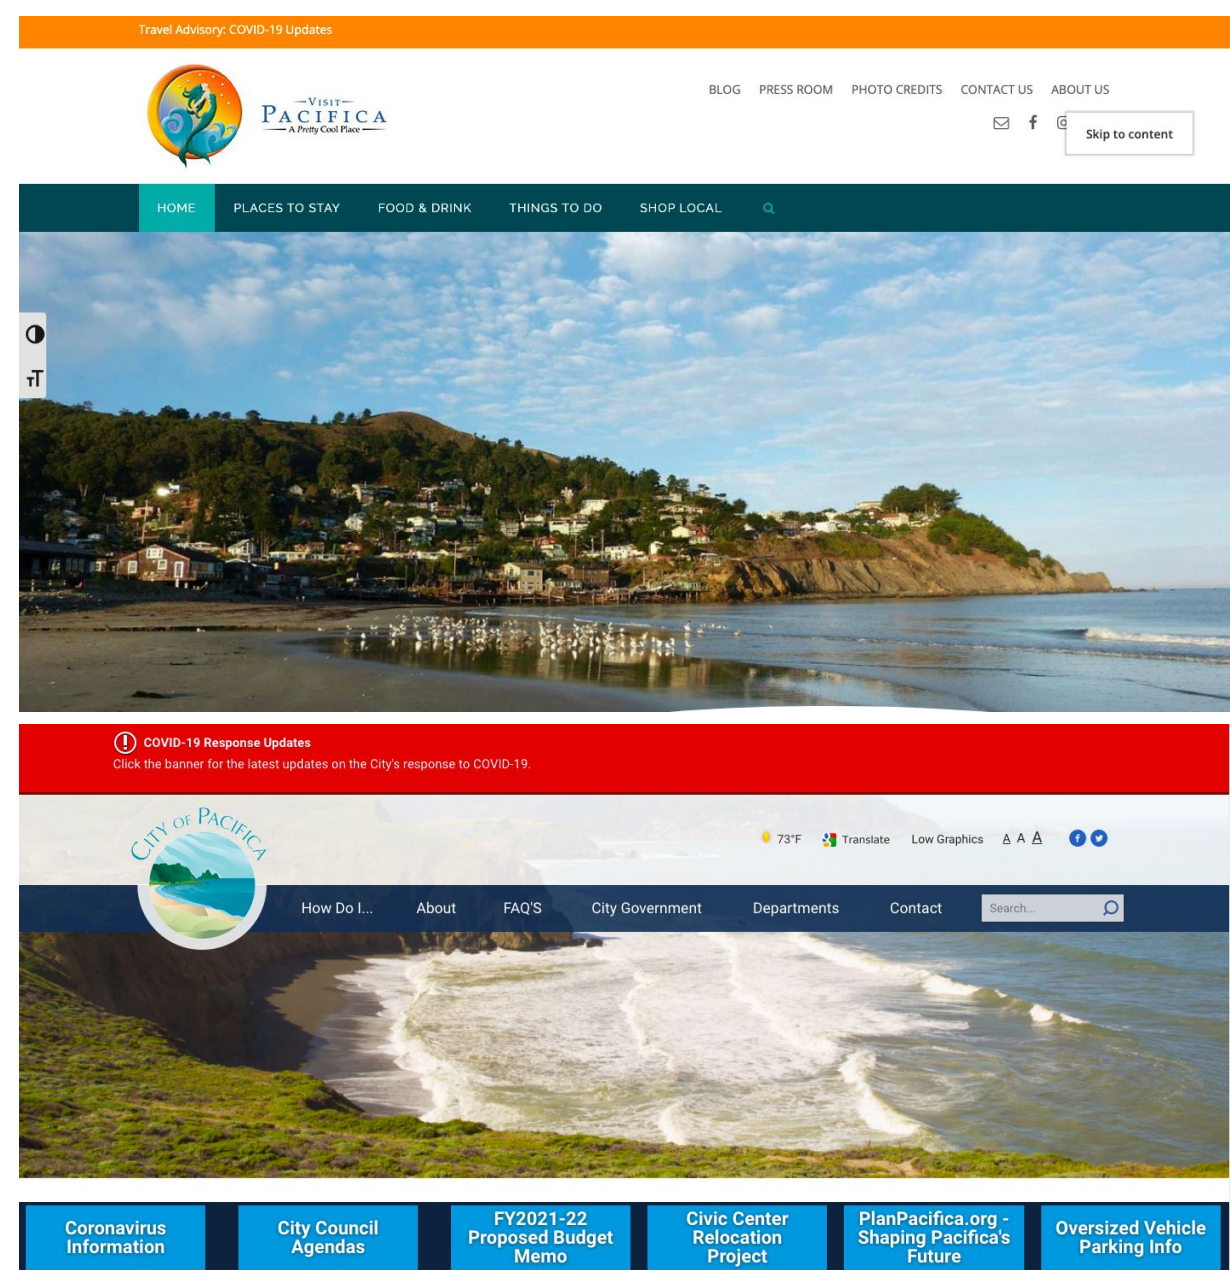 Travel Advisory: COVID-19 Updates
VISIT
PACIFICA
A Pretty Cool Place
BLOG PRESS ROOM PHOTO CREDITS CONTACT US ABOUT US
Skip to content
HOME PLACES TO STAY FOOD & DRINK THINGS TO DO SHOP LOCAL
COVID-19 Response Updates
Click the banner for the latest updates on the City's response to COVID-19.
CITY OF PACIFICA
73°F Translate Low Graphics A A A
How Do I... About FAQ'S City Government Departments Contact Search...
Coronavirus
Information
City Council
Agendas
FY2021-22
Proposed Budget
Memo
Civic Center
Relocation
Project
PlanPacifica.org -
Shaping Pacifica's
Future
Oversized Vehicle
Parking Info